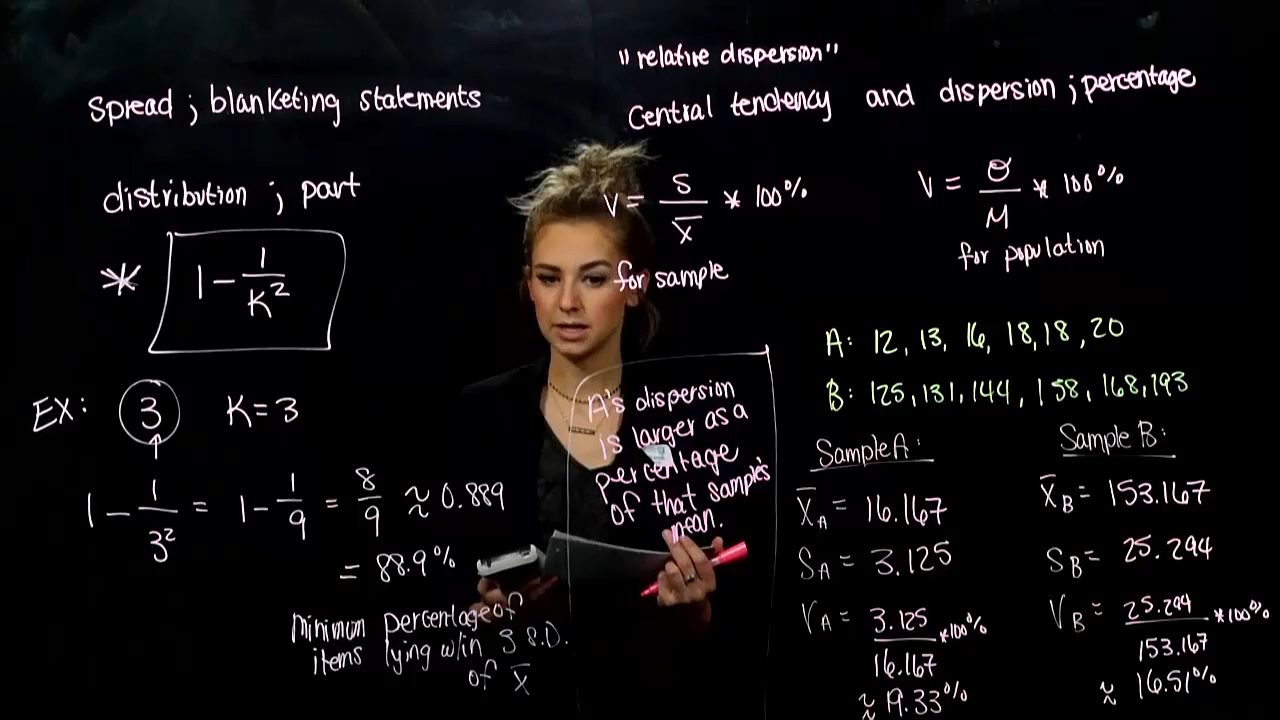 spread ; blanketing statements
distribution ; part
* 1 - 1/K²
EX: 3 K = 3
1 - 1/3² = 1 - 1/9 = 8/9 ≈ 0.889
= 88.9%
Minimum percentage of
items lying w/in 3 S.D.
of x̄
"relative dispersion"
Central tendency and dispersion ; percentage
V = s/x̄ * 100%
for sample
V = σ/M * 100%
for population
A: 12, 13, 16, 18, 18, 20
B: 125, 131, 144, 158, 168, 193
A's dispersion
is larger as a
percentage
of that sample's
mean.
Sample A:
x̄A = 16.167
SA = 3.125
VA = 3.125/16.167 * 100%
≈ 19.33%
Sample B:
x̄B = 153.167
SB = 25.294
VB = 25.294/153.167 * 100%
≈ 16.51%